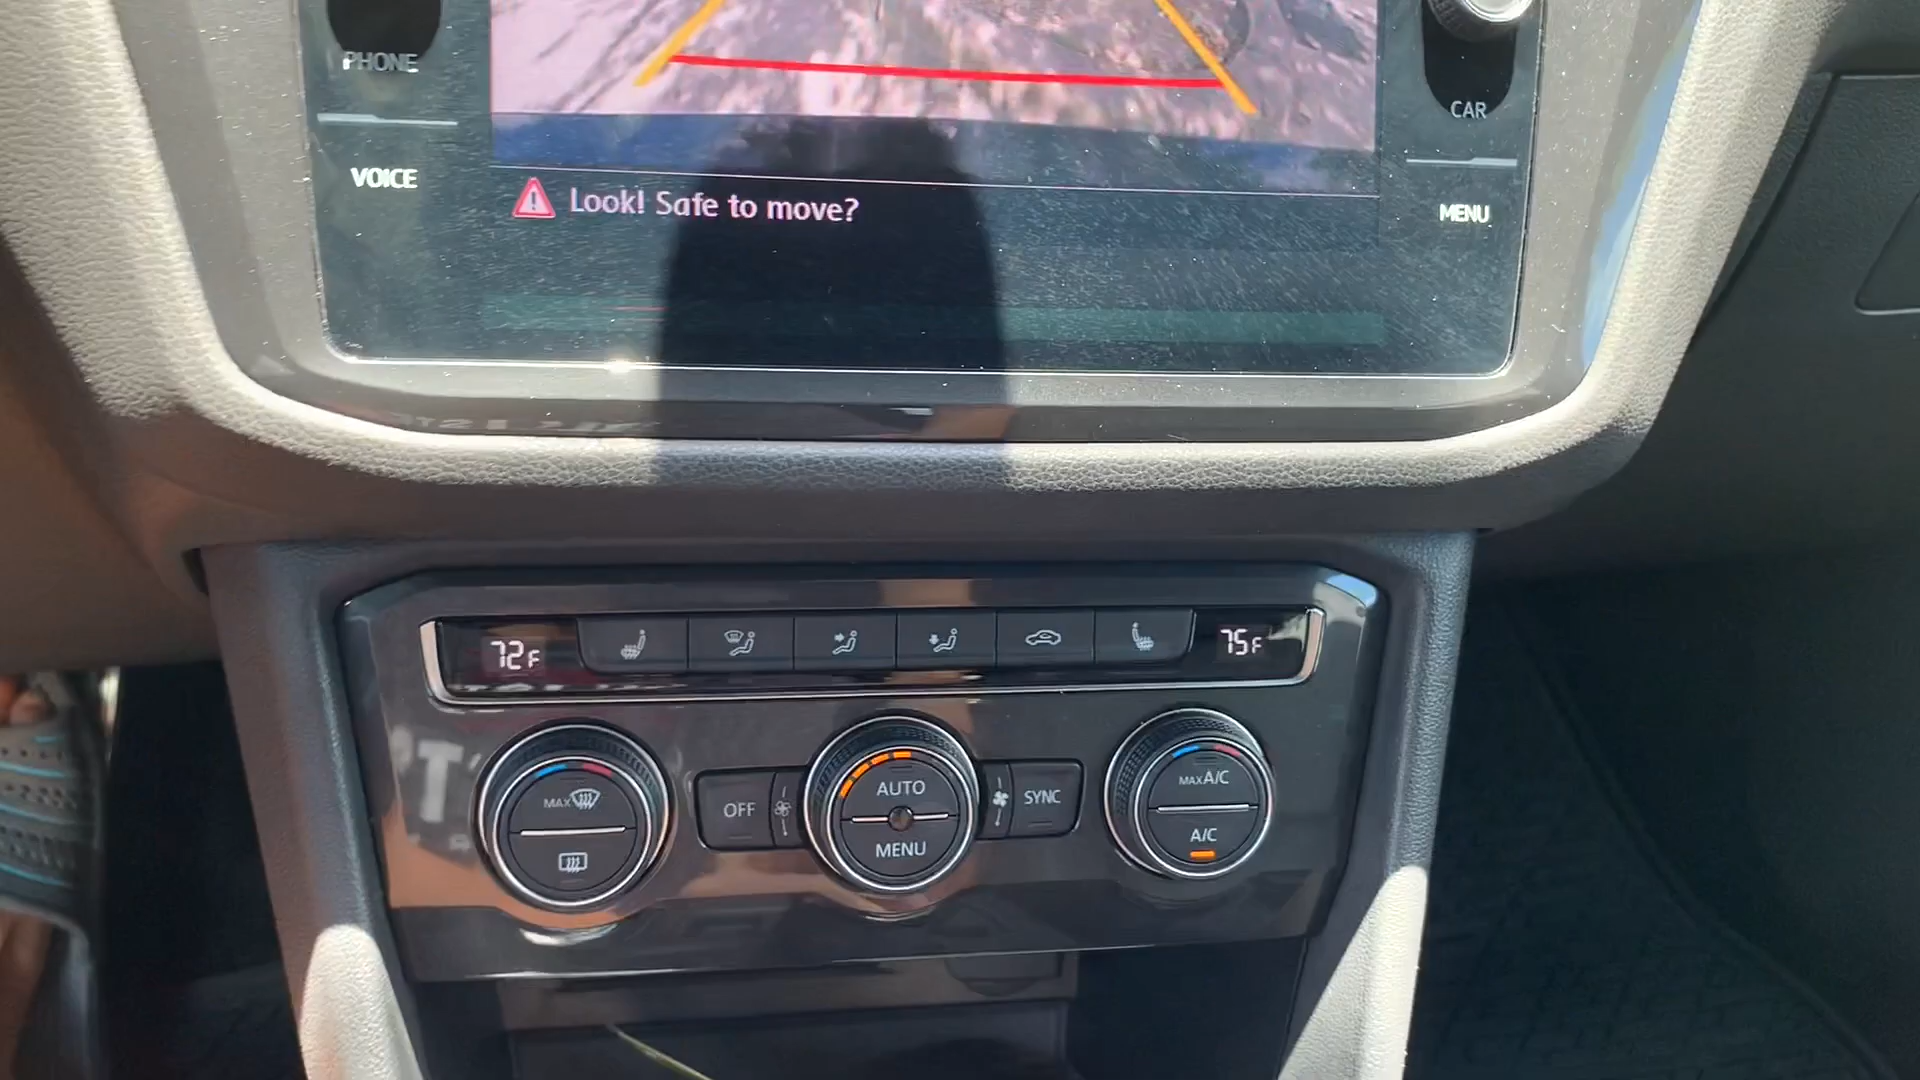 PHONE
CAR
VOICE
MENU
Look! Safe to move?
72F
75F
MAX
AUTO
MAX A/C
OFF
SYNC
MENU
A/C